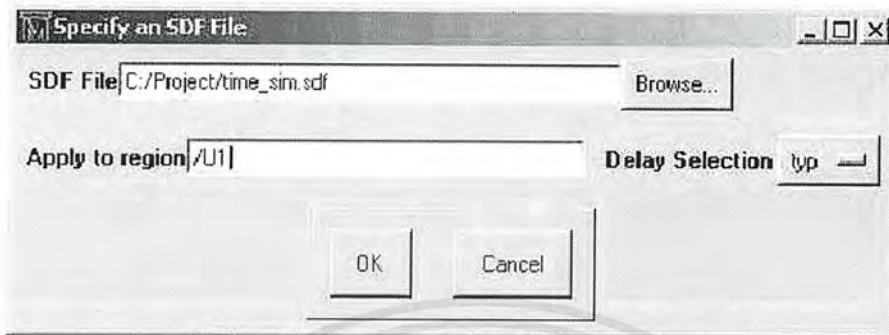 Specify an SDF File
SDF File C:/Project/time_sim.sdf Browse...
Apply to region /U1 Delay Selection typ
OK Cancel